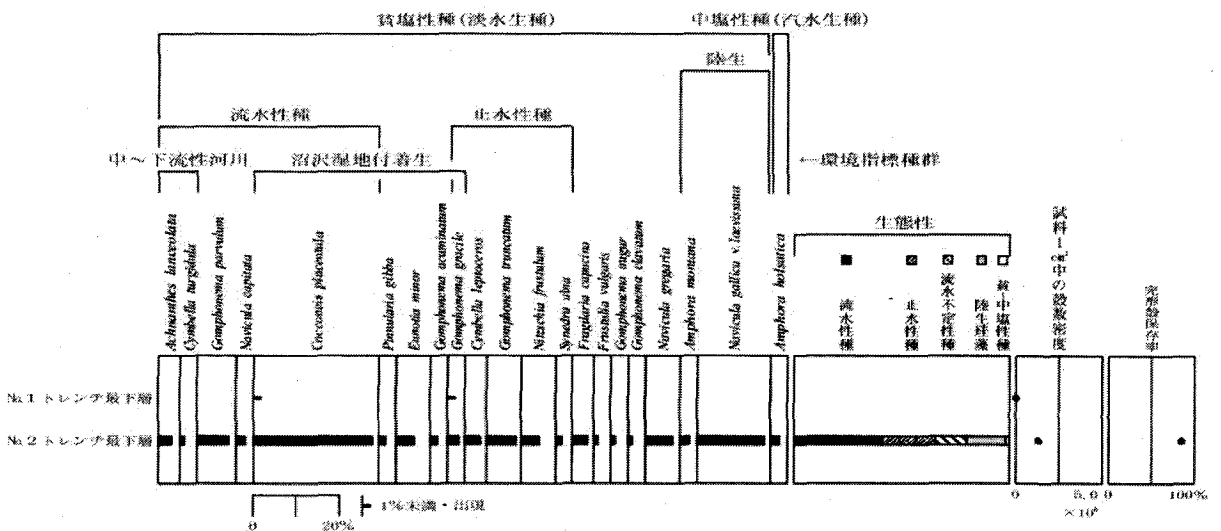 貧塩性種(淡水生種)
中塩性種(汽水生種)
陸生
流水性種
止水性種
中〜下流性河川
沼沢湿地付着生
←環境指標種群
Achnanthes lanceolata
Cymbella turgidula
Gomphonema parvulum
Navicula capitata
Cocconeis placentula
Pinnularia gibba
Eunotia minor
Gomphonema acuminatum
Gomphonema gracile
Cymbella leptoceros
Gomphonema truncatum
Nitzschia frustulum
Synedra ulna
Fragilaria capucina
Frustulia vulgaris
Gomphonema augur
Gomphonema clavatum
Navicula gregaria
Amphora montana
Navicula gallica v. laevissima
Amphora holsatica
生態性
流水性種
止水性種
流水不定性種
陸生珪藻
貧-中塩性種
試料1㎤中の殻数密度
完形殻保存率
No.1トレンチ最下層
No.2トレンチ最下層
0 20%
1%未満・出現
0 5.0
×10⁶
0 100%